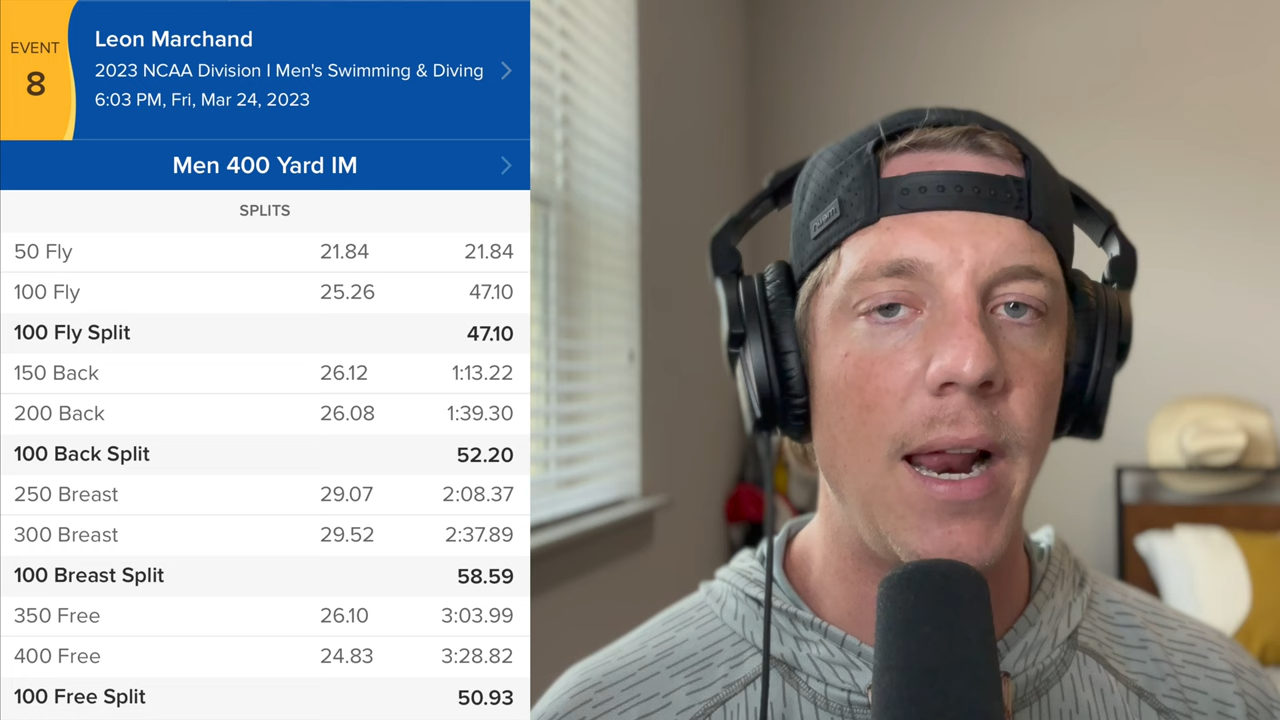 EVENT
8
Leon Marchand
2023 NCAA Division I Men's Swimming & Diving
6:03 PM, Fri, Mar 24, 2023
Men 400 Yard IM
SPLITS
50 Fly 21.84 21.84
100 Fly 25.26 47.10
100 Fly Split 47.10
150 Back 26.12 1:13.22
200 Back 26.08 1:39.30
100 Back Split 52.20
250 Breast 29.07 2:08.37
300 Breast 29.52 2:37.89
100 Breast Split 58.59
350 Free 26.10 3:03.99
400 Free 24.83 3:28.82
100 Free Split 50.93